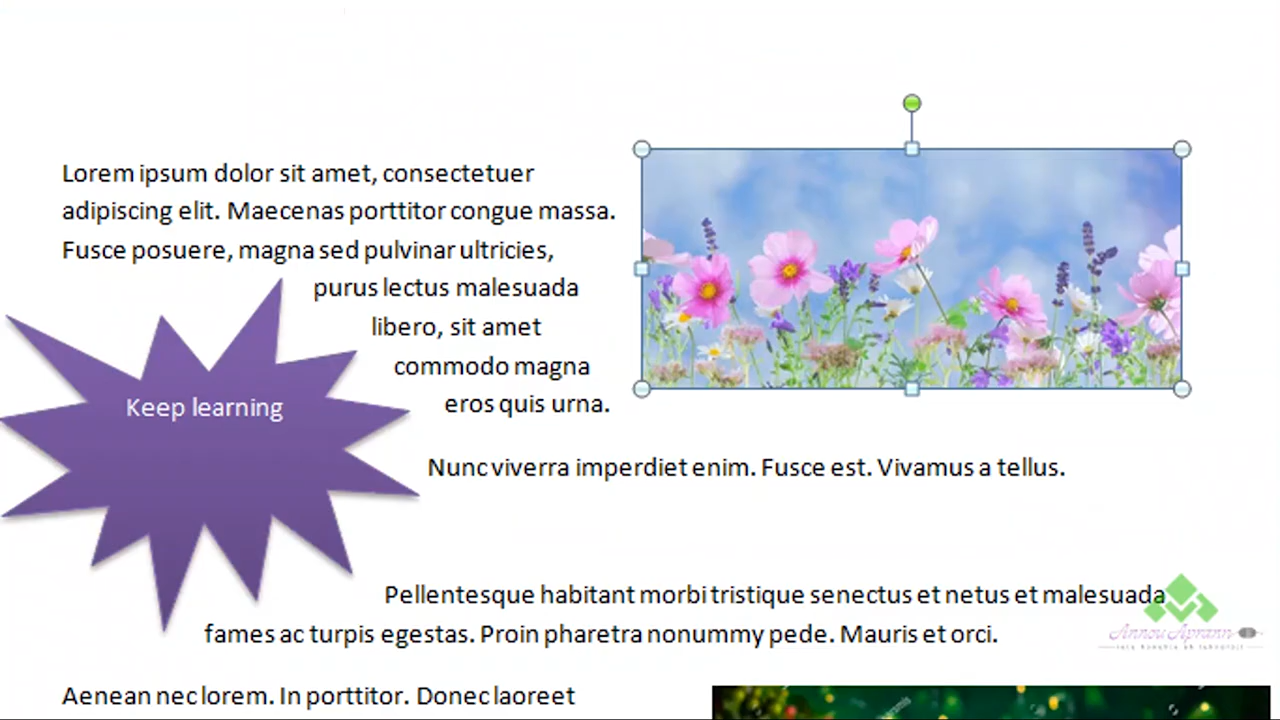 Lorem ipsum dolor sit amet, consectetuer
adipiscing elit. Maecenas porttitor congue massa.
Fusce posuere, magna sed pulvinar ultricies,
purus lectus malesuada
libero, sit amet
commodo magna
eros quis urna.
Keep learning
Nunc viverra imperdiet enim. Fusce est. Vivamus a tellus.
Pellentesque habitant morbi tristique senectus et netus et malesuada
fames ac turpis egestas. Proin pharetra nonummy pede. Mauris et orci.
Annou Aprann
Aenean nec lorem. In porttitor. Donec laoreet